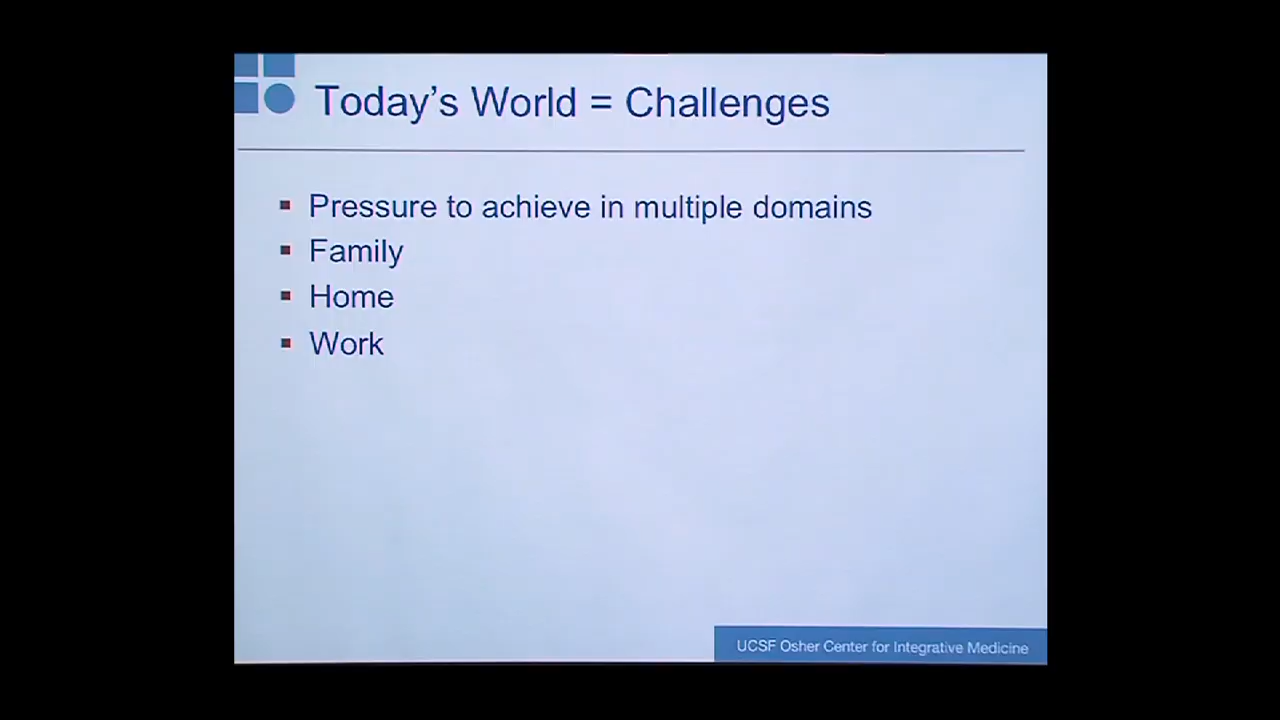 Today's World = Challenges
Pressure to achieve in multiple domains
Family
Home
Work
UCSF Osher Center for Integrative Medicine